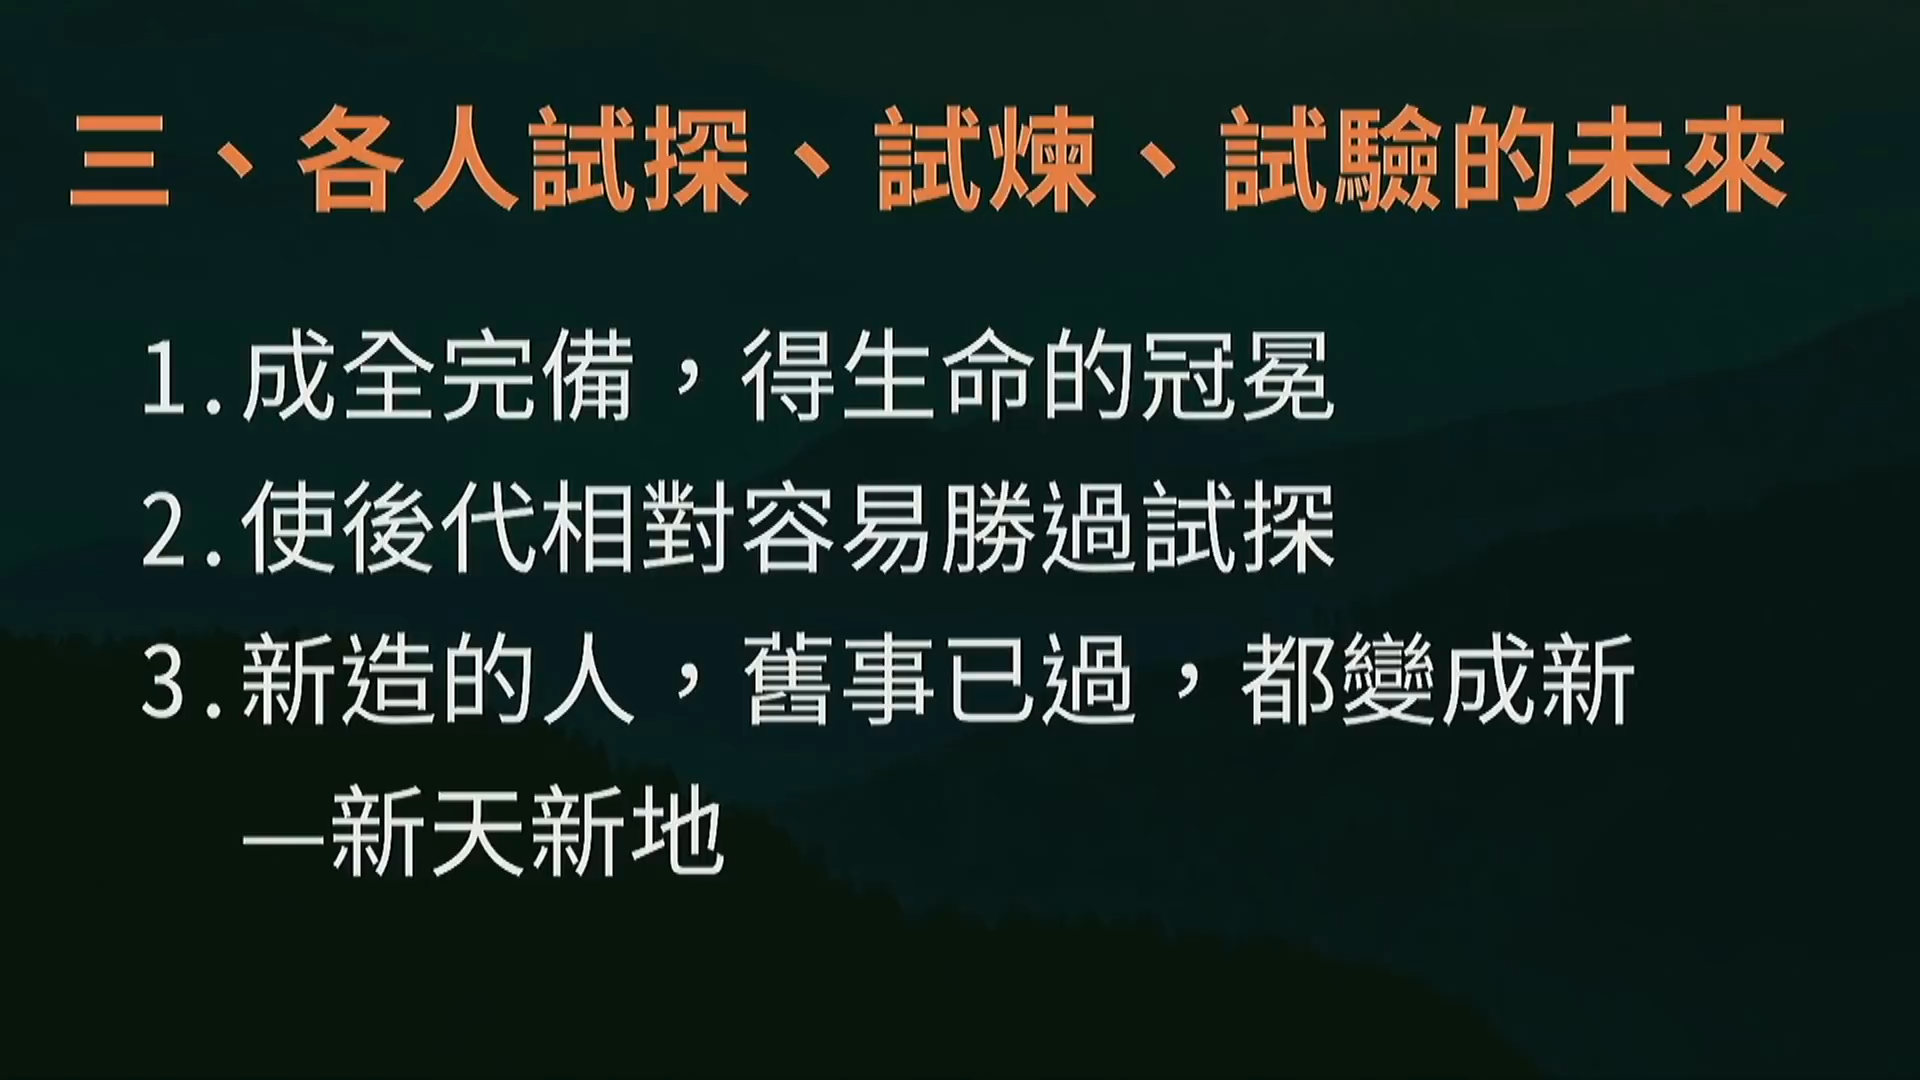 三、各人試探、試煉、試驗的未來
1.成全完備，得生命的冠冕
2.使後代相對容易勝過試探
3.新造的人，舊事已過，都變成新
—新天新地